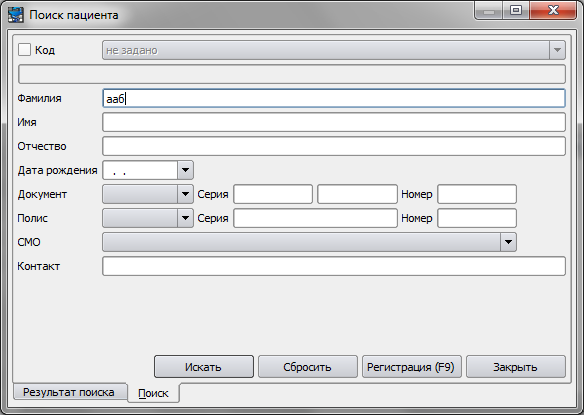 Поиск пациента
Код не задано
Фамилия ааб
Имя
Отчество
Дата рождения . .
Документ Серия Номер
Полис Серия Номер
СМО
Контакт
Искать Сбросить Регистрация (F9) Закрыть
Результат поиска Поиск